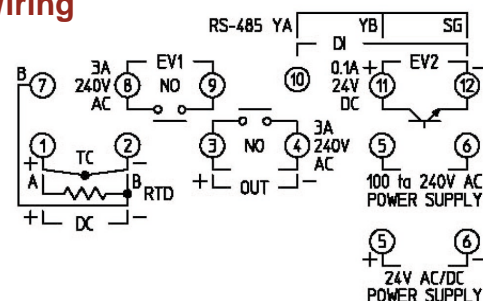 wiring
RS-485 YA YB SG
DI
B 7 3A 240V AC 8 EV1 NO 9 10 0.1A 24V DC + 11 EV2 12 -
1 2 3 NO 4 3A 240V AC 5 6
+ TC -
A B RTD + OUT - 100 to 240V AC
POWER SUPPLY
+ DC -
5 6
+ -
24V AC/DC
POWER SUPPLY